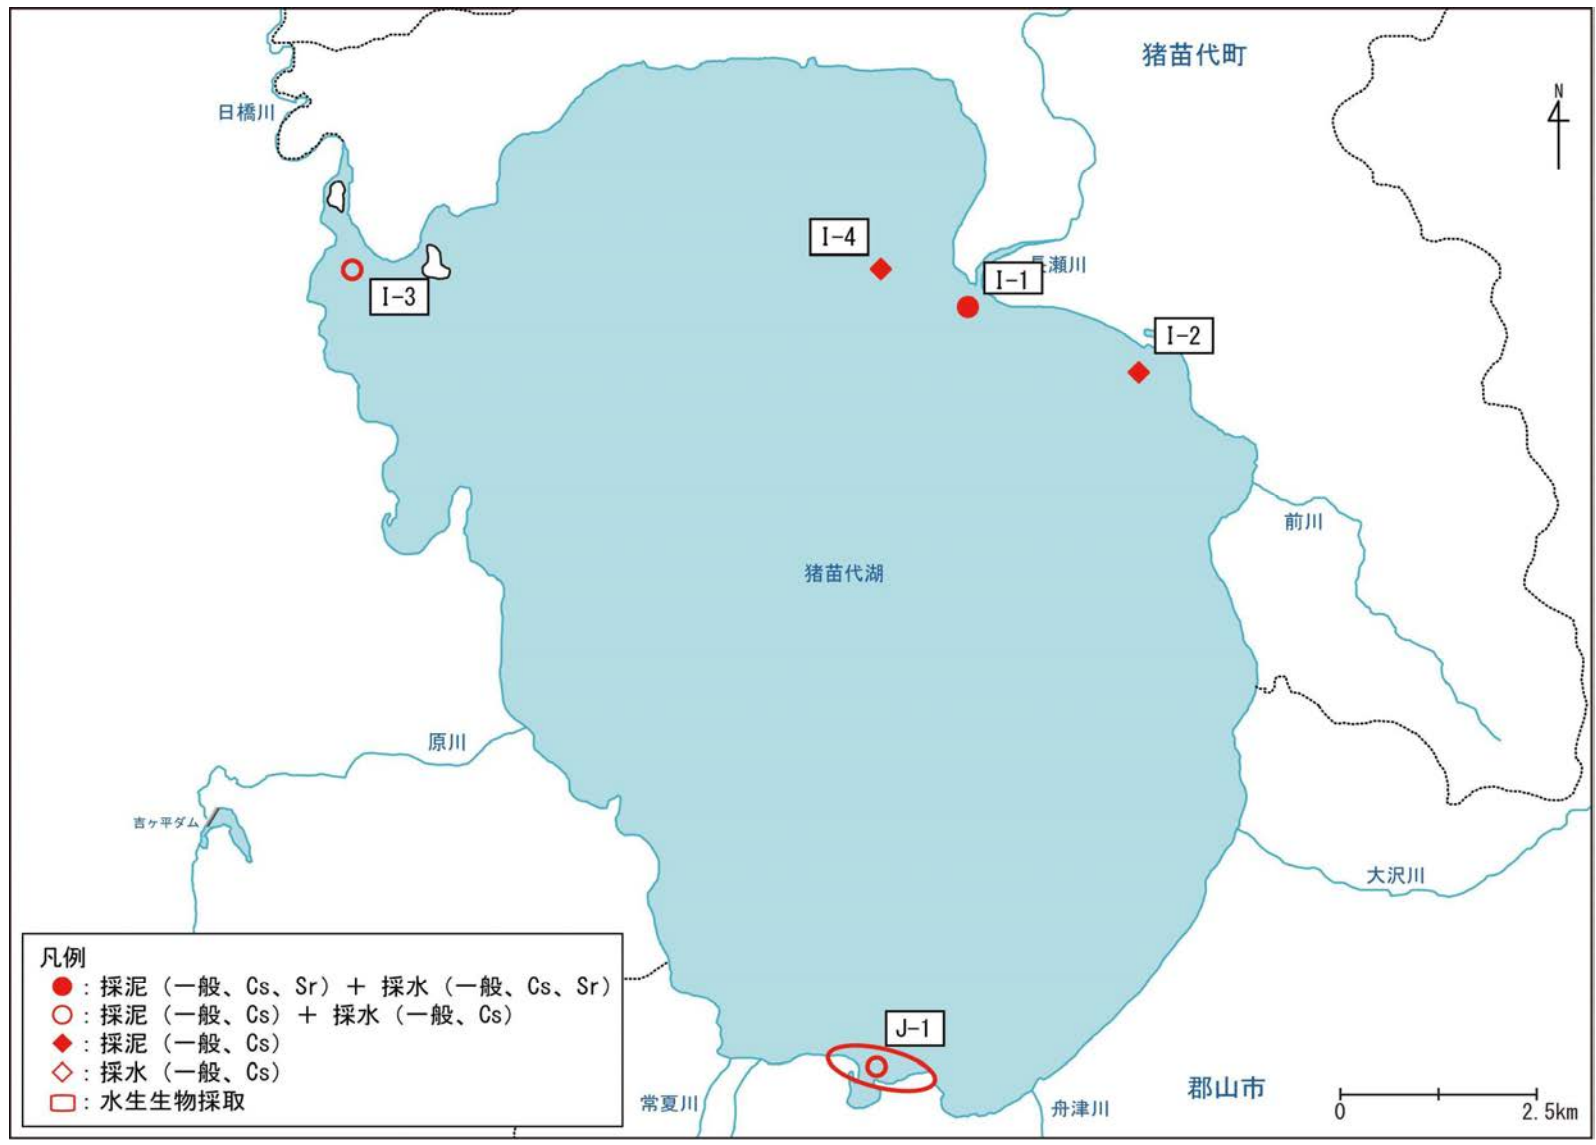 猪苗代町
N
日橋川
I-4
長瀬川
I-1
I-3
I-2
前川
猪苗代湖
原川
吉ヶ平ダム
大沢川
凡例
：採泥（一般、Cs、Sr）＋ 採水（一般、Cs、Sr）
：採泥（一般、Cs）＋ 採水（一般、Cs）
：採泥（一般、Cs）
：採水（一般、Cs）
：水生生物採取
J-1
常夏川
舟津川
郡山市
0
2.5km